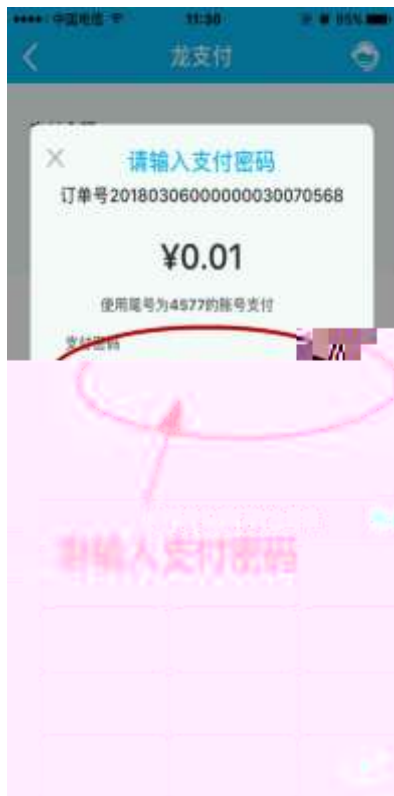 中国电信 11:30 95%
龙支付
请输入支付密码
订单号20180306000000030070568
¥0.01
使用尾号为4577的账号支付
支付密码
请输入支付密码